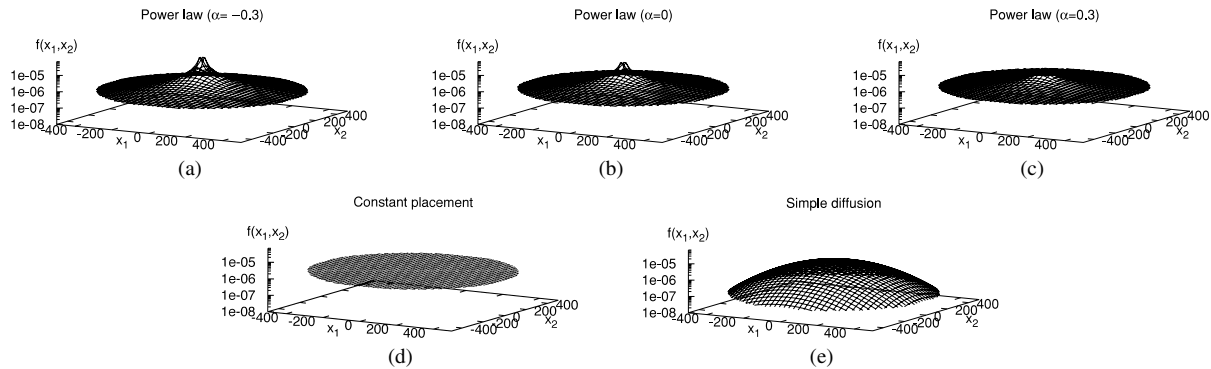 Power law (α= −0.3)
f(x1,x2)
1e-05
1e-06
1e-07
1e-08
-400
-200
0
200
400
x1
-400
-200
0
200
400
x2
(a)
Power law (α=0)
f(x1,x2)
1e-05
1e-06
1e-07
1e-08
-400
-200
0
200
400
x1
-400
-200
0
200
400
x2
(b)
Power law (α=0.3)
f(x1,x2)
1e-05
1e-06
1e-07
1e-08
-400
-200
0
200
400
x1
-400
-200
0
200
400
x2
(c)
Constant placement
f(x1,x2)
1e-05
1e-06
1e-07
1e-08
-400
-200
0
200
400
x1
-400
-200
0
200
400
x2
(d)
Simple diffusion
f(x1,x2)
1e-05
1e-06
1e-07
1e-08
-400
-200
0
200
400
x1
-400
-200
0
200
400
x2
(e)